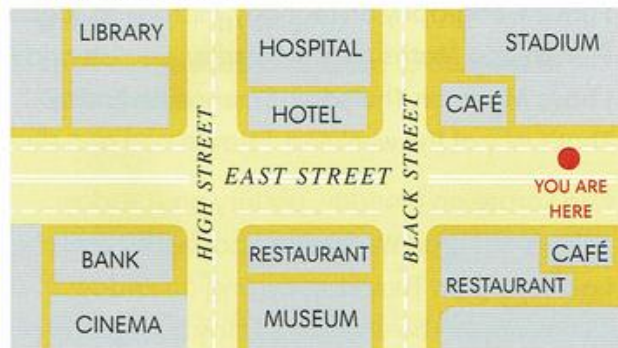 LIBRARY
HOSPITAL
STADIUM
HOTEL
CAFÉ
HIGH STREET
EAST STREET
BLACK STREET
YOU ARE
HERE
BANK
RESTAURANT
CAFÉ
RESTAURANT
CINEMA
MUSEUM